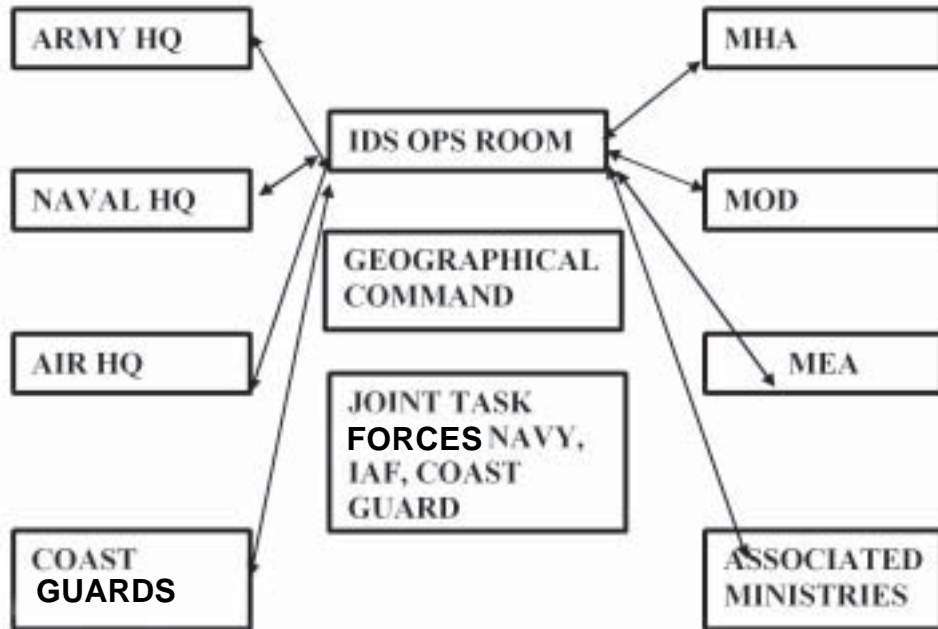 ARMY HQ
NAVAL HQ
AIR HQ
COAST
GUARDS
IDS OPS ROOM
GEOGRAPHICAL
COMMAND
JOINT TASK
FORCES NAVY,
IAF, COAST
GUARD
MHA
MOD
MEA
ASSOCIATED
MINISTRIES